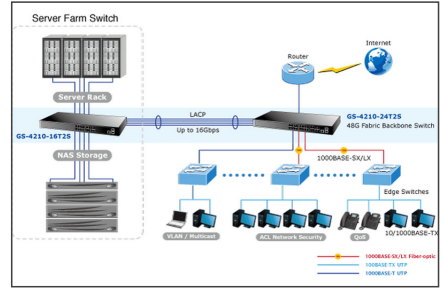 Server Farm Switch
Internet
Router
Server Rack
LACP
Up to 16Gbps
GS-4210-24T2S
48G Fabric Backbone Switch
GS-4210-16T2S
NAS Storage
1000BASE-SX/LX
Edge Switches
VLAN / Multicast
ACL Network Security
QoS
10/1000BASE-TX
1000BASE-SX/LX Fiber-optic
100BASE-TX UTP
1000BASE-T UTP